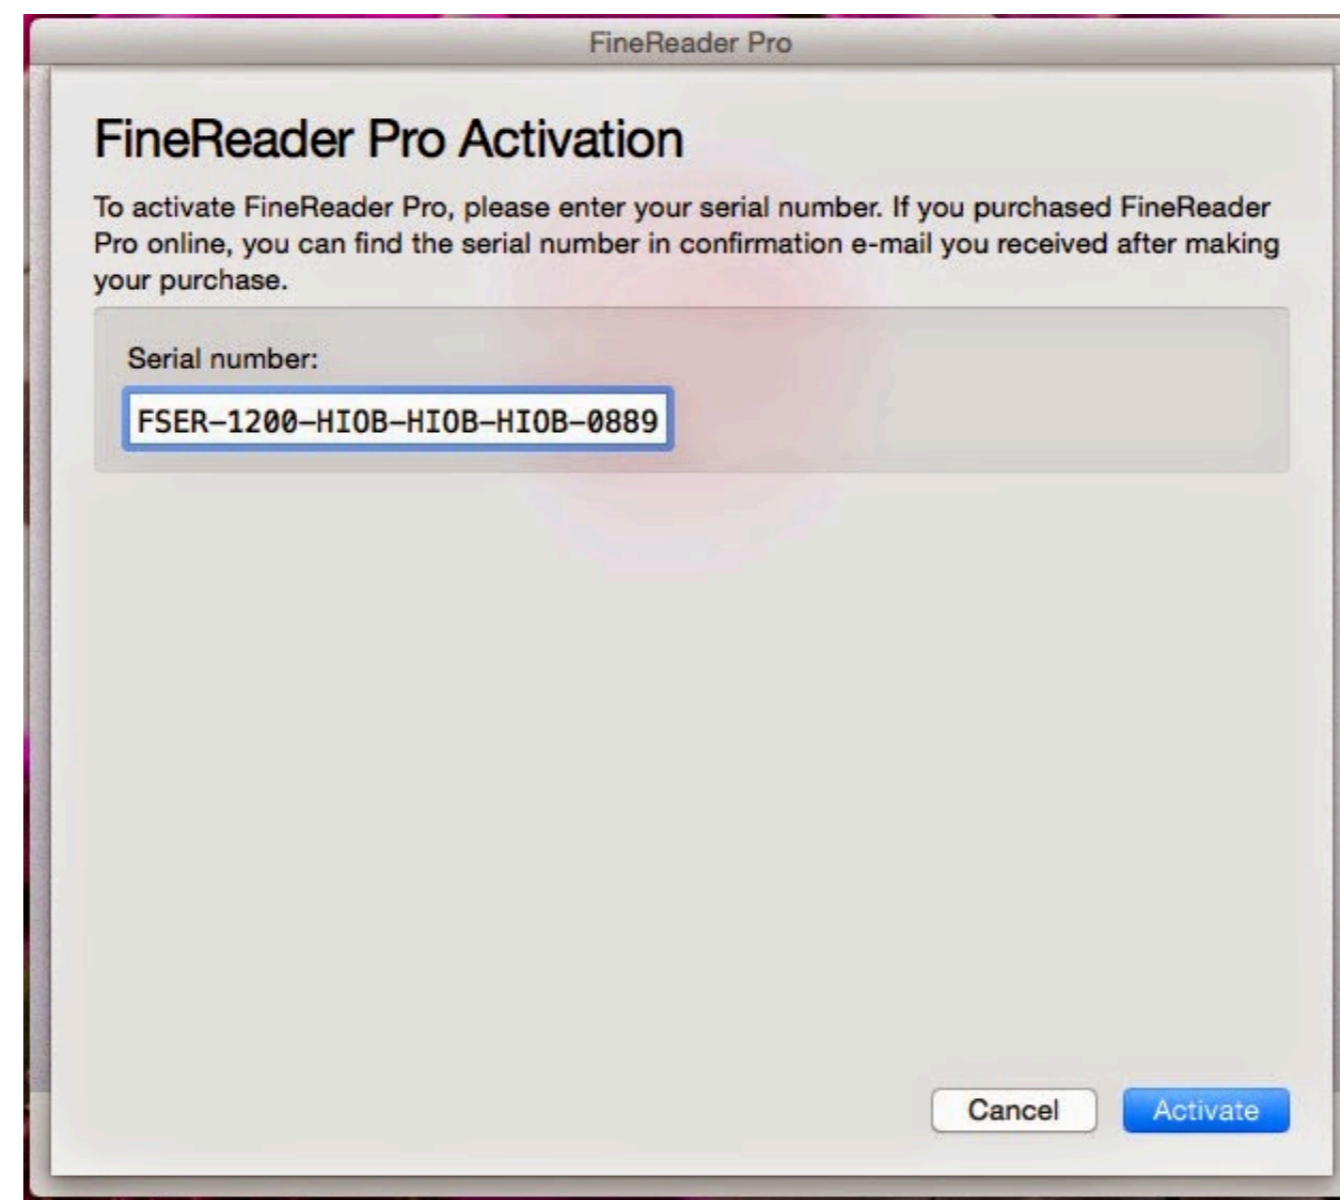 FineReader Pro
FineReader Pro Activation
To activate FineReader Pro, please enter your serial number. If you purchased FineReader
Pro online, you can find the serial number in confirmation e-mail you received after making
your purchase.
Serial number:
FSER-1200-HIOB-HIOB-HIOB-0889
Cancel
Activate